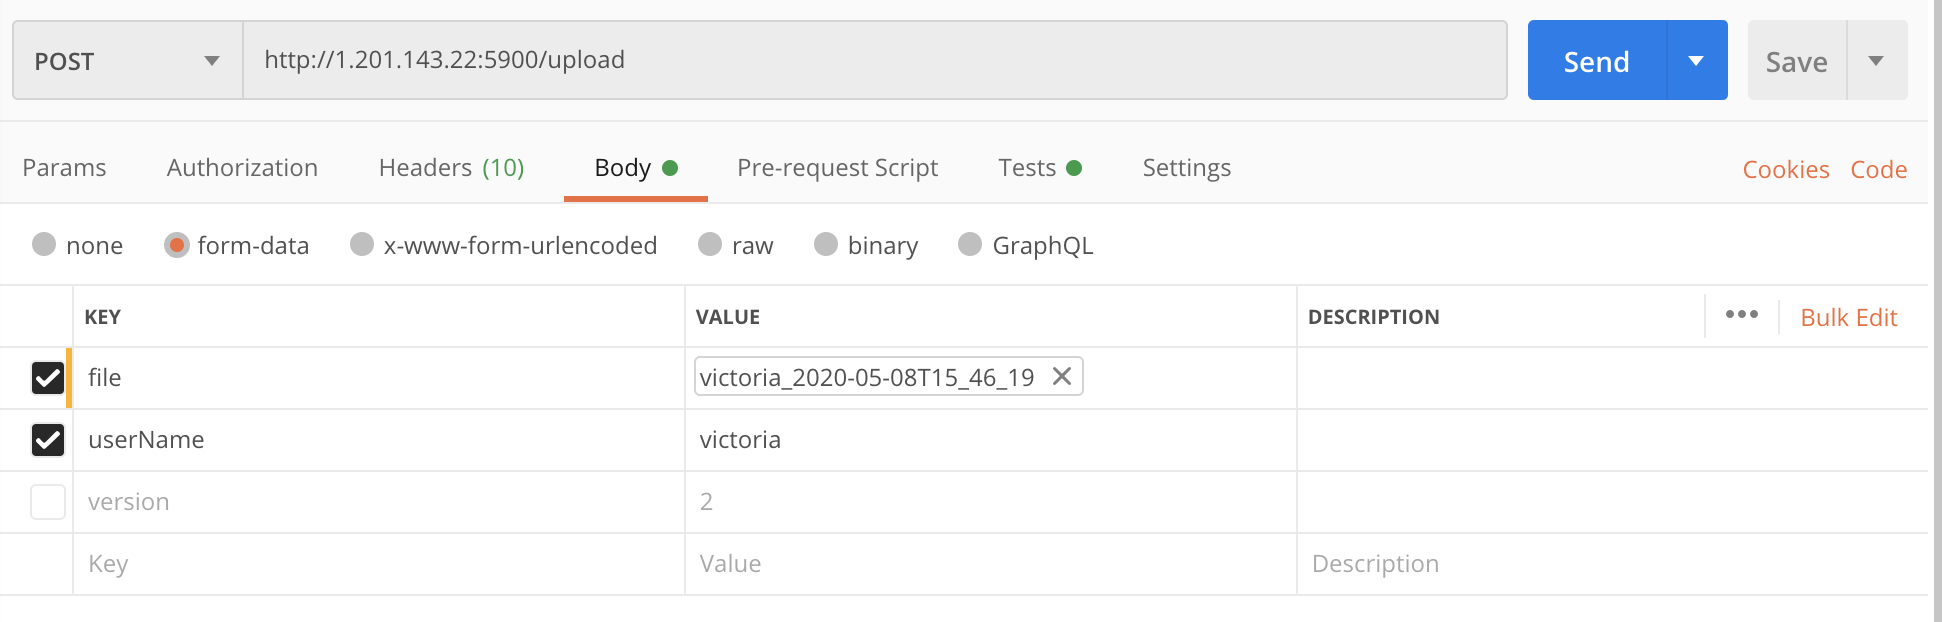 POST http://1.201.143.22:5900/upload Send Save
Params Authorization Headers (10) Body Pre-request Script Tests Settings Cookies Code
none form-data x-www-form-urlencoded raw binary GraphQL
KEY VALUE DESCRIPTION ••• Bulk Edit
file victoria_2020-05-08T15_46_19
userName victoria
version 2
Key Value Description